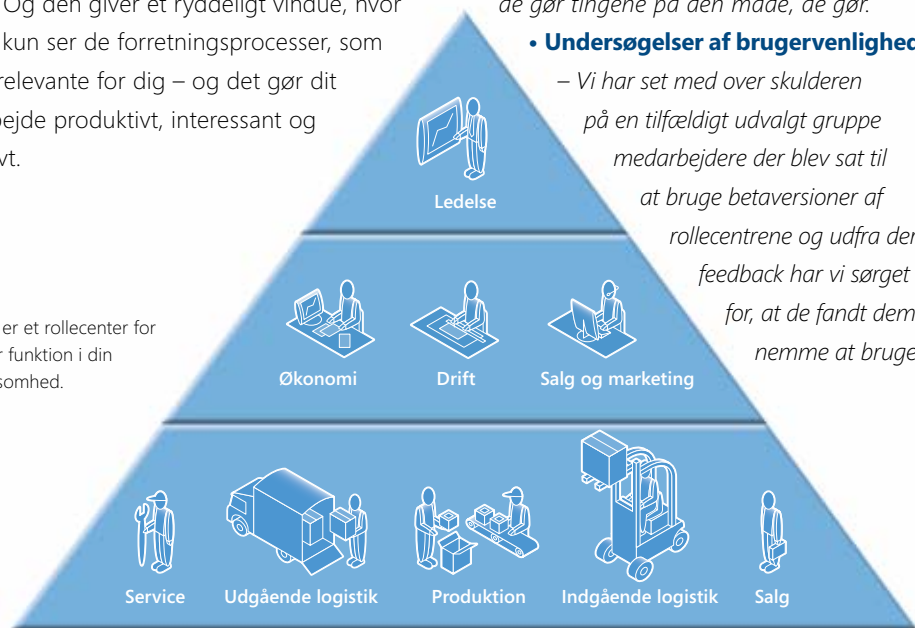 Og den giver et ryddeligt vindue, hvor
kun ser de forretningsprocesser, som
relevante for dig – og det gør dit
ejde produktivt, interessant og
vt.
er et rollecenter for
r funktion i din
somhed.
de gør tingene på den måde, de gør.
• Undersøgelser af brugervenlighed
– Vi har set med over skulderen
på en tilfældigt udvalgt gruppe
medarbejdere der blev sat til
at bruge betaversioner af
rollecentrene og udfra der
feedback har vi sørget
for, at de fandt dem
nemme at bruge
Ledelse
Økonomi Drift Salg og marketing
Service Udgående logistik Produktion Indgående logistik Salg